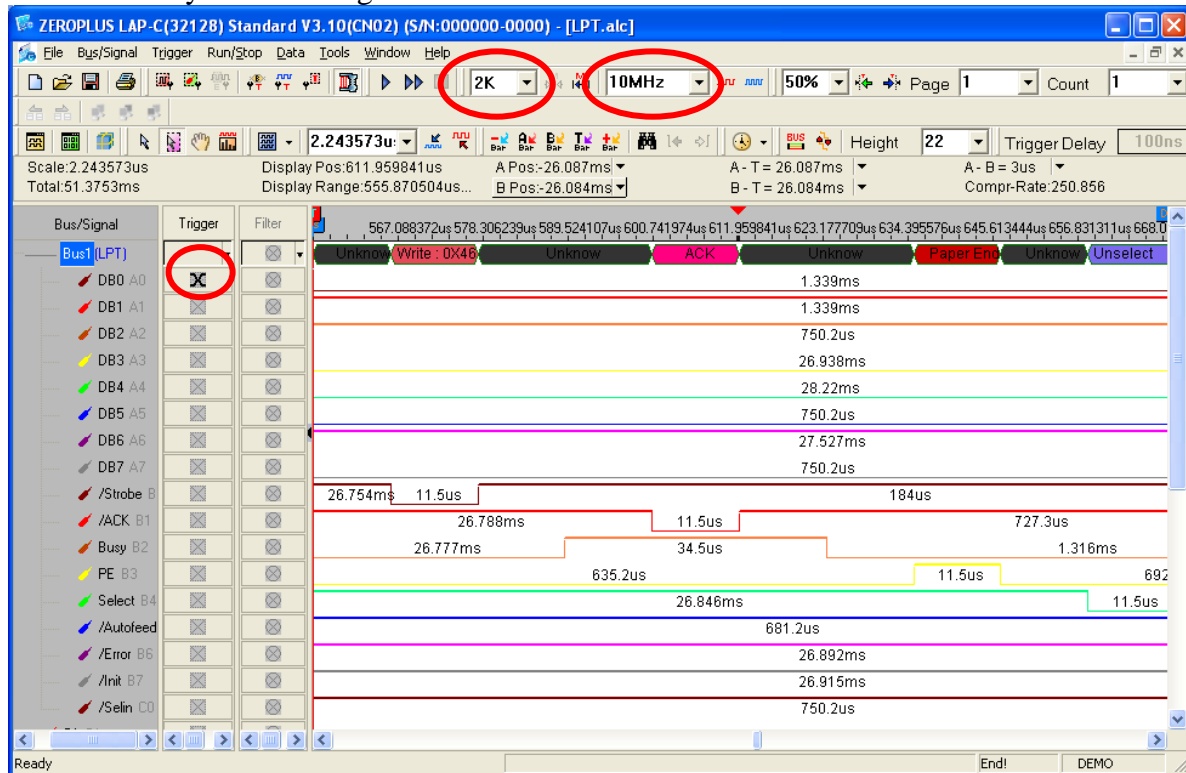 ZEROPLUS LAP-C(32128) Standard V3.10(CN02) (S/N:000000-0000) - [LPT.alc]
File Bus/Signal Trigger Run/Stop Data Tools Window Help
2K 10MHz 50% Page 1 Count 1
2.243573u: Bar Bar Bar Bar Bar BUS Height 22 Trigger Delay 100ns
Scale:2.243573us Display Pos:611.959841us A Pos:-26.087ms A - T = 26.087ms A - B = 3us
Total:51.3753ms Display Range:555.870504us... B Pos:-26.084ms B - T = 26.084ms Compr-Rate:250.856
Bus/Signal Trigger Filter 567.088372us 578.306239us 589.524107us 600.741974us 611.959841us 623.177709us 634.395576us 645.613444us 656.831311us 668.0
Bus1 (LPT) Unknow Write : 0X46 Unknow ACK Unknow Paper End Unknow Unselect
DB0 A0 1.339ms
DB1 A1 1.339ms
DB2 A2 750.2us
DB3 A3 26.938ms
DB4 A4 28.22ms
DB5 A5 750.2us
DB6 A6 27.527ms
DB7 A7 750.2us
/Strobe B 26.754ms 11.5us 184us
/ACK B1 26.788ms 11.5us 727.3us
Busy B2 26.777ms 34.5us 1.316ms
PE B3 635.2us 11.5us 692
Select B4 26.846ms 11.5us
/Autofeed 681.2us
/Error B6 26.892ms
/Init B7 26.915ms
/Selin C0 750.2us
Ready End! DEMO